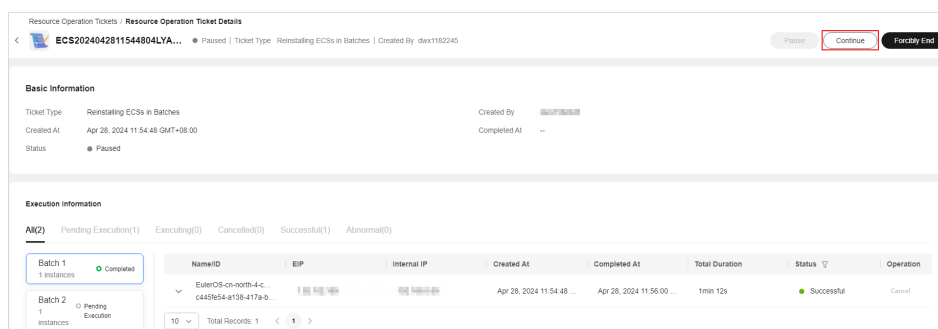 Resource Operation Tickets / Resource Operation Ticket Details
ECS2024042811544804LYA... Paused | Ticket Type Reinstalling ECSs in Batches | Created By dwx1182245 Pause Continue Forcibly End
Basic Information
Ticket Type Reinstalling ECSs in Batches Created By
Created At Apr 28, 2024 11:54:48 GMT+08:00 Completed At --
Status Paused
Execution Information
All(2) Pending Execution(1) Executing(0) Cancelled(0) Successful(1) Abnormal(0)
Batch 1
1 instances
Completed
Batch 2
1
instances
Pending
Execution
Name/ID EIP Internal IP Created At Completed At Total Duration Status Operation
EulerOS-cn-north-4-c...
c445fe54-a138-417a-b...
Apr 28, 2024 11:54:48 ... Apr 28, 2024 11:56:00 ... 1min 12s Successful Cancel
10 Total Records: 1 < 1 >